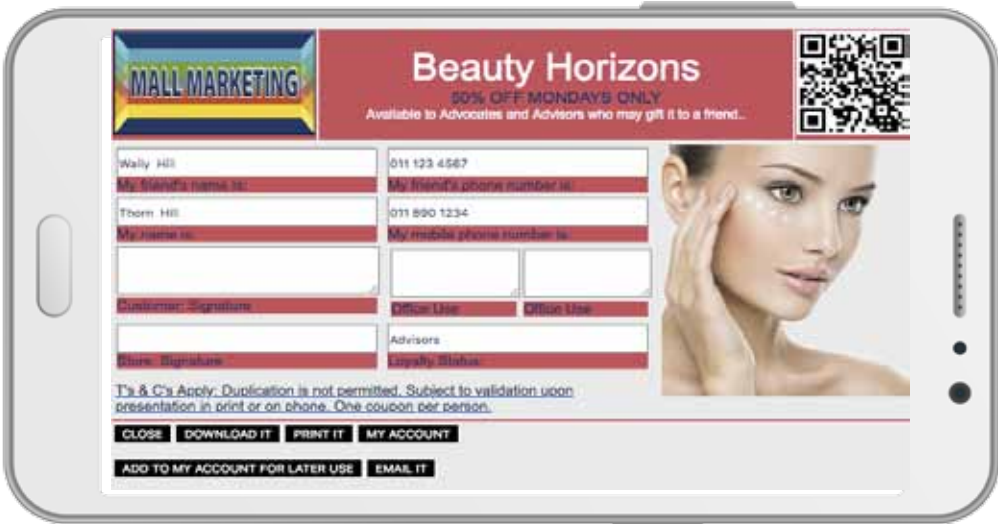 MALL MARKETING
Beauty Horizons
50% OFF MONDAYS ONLY
Available to Advocates and Advisors who may gift it to a friend...
Wally Hill
011 123 4567
My friend's name is:
My friend's phone number is:
Thorn Hill
011 890 1234
My name is:
My mobile phone number is:
Customer: Signature
Office Use
Office Use
Advisors
Store: Signature
Loyalty Status:
T's & C's Apply: Duplication is not permitted. Subject to validation upon
presentation in print or on phone. One coupon per person.
CLOSE
DOWNLOAD IT
PRINT IT
MY ACCOUNT
ADD TO MY ACCOUNT FOR LATER USE
EMAIL IT